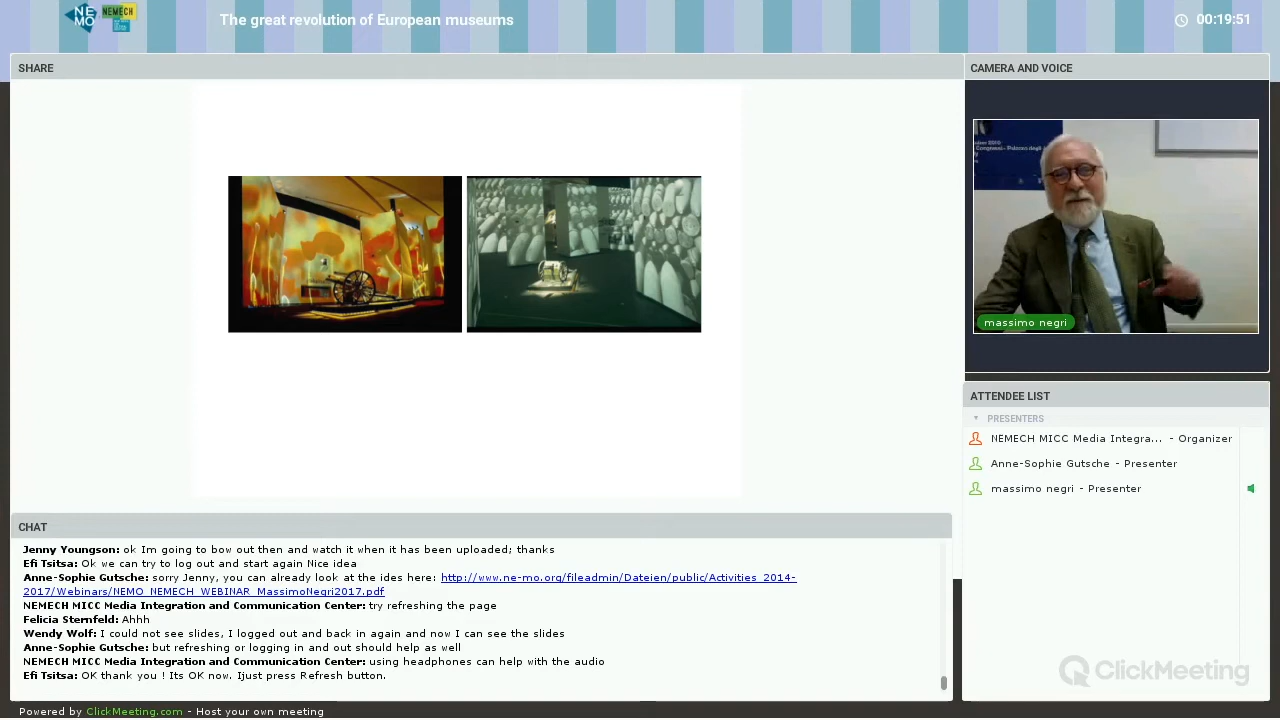 NE
MO
NEMECH
The great revolution of European museums
00:19:51
SHARE
CAMERA AND VOICE
massimo negri
ATTENDEE LIST
PRESENTERS
NEMECH MICC Media Integra... - Organizer
Anne-Sophie Gutsche - Presenter
massimo negri - Presenter
CHAT
Jenny Youngson: ok Im going to bow out then and watch it when it has been uploaded; thanks
Efi Tsitsa: Ok we can try to log out and start again Nice idea
Anne-Sophie Gutsche: sorry Jenny, you can already look at the ides here: http://www.ne-mo.org/fileadmin/Dateien/public/Activities_2014-
2017/Webinars/NEMO_NEMECH_WEBINAR_MassimoNegri2017.pdf
NEMECH MICC Media Integration and Communication Center: try refreshing the page
Felicia Sternfeld: Ahhh
Wendy Wolf: I could not see slides, I logged out and back in again and now I can see the slides
Anne-Sophie Gutsche: but refreshing or logging in and out should help as well
NEMECH MICC Media Integration and Communication Center: using headphones can help with the audio
Efi Tsitsa: OK thank you ! Its OK now. Ijust press Refresh button.
ClickMeeting
Powered by ClickMeeting.com - Host your own meeting